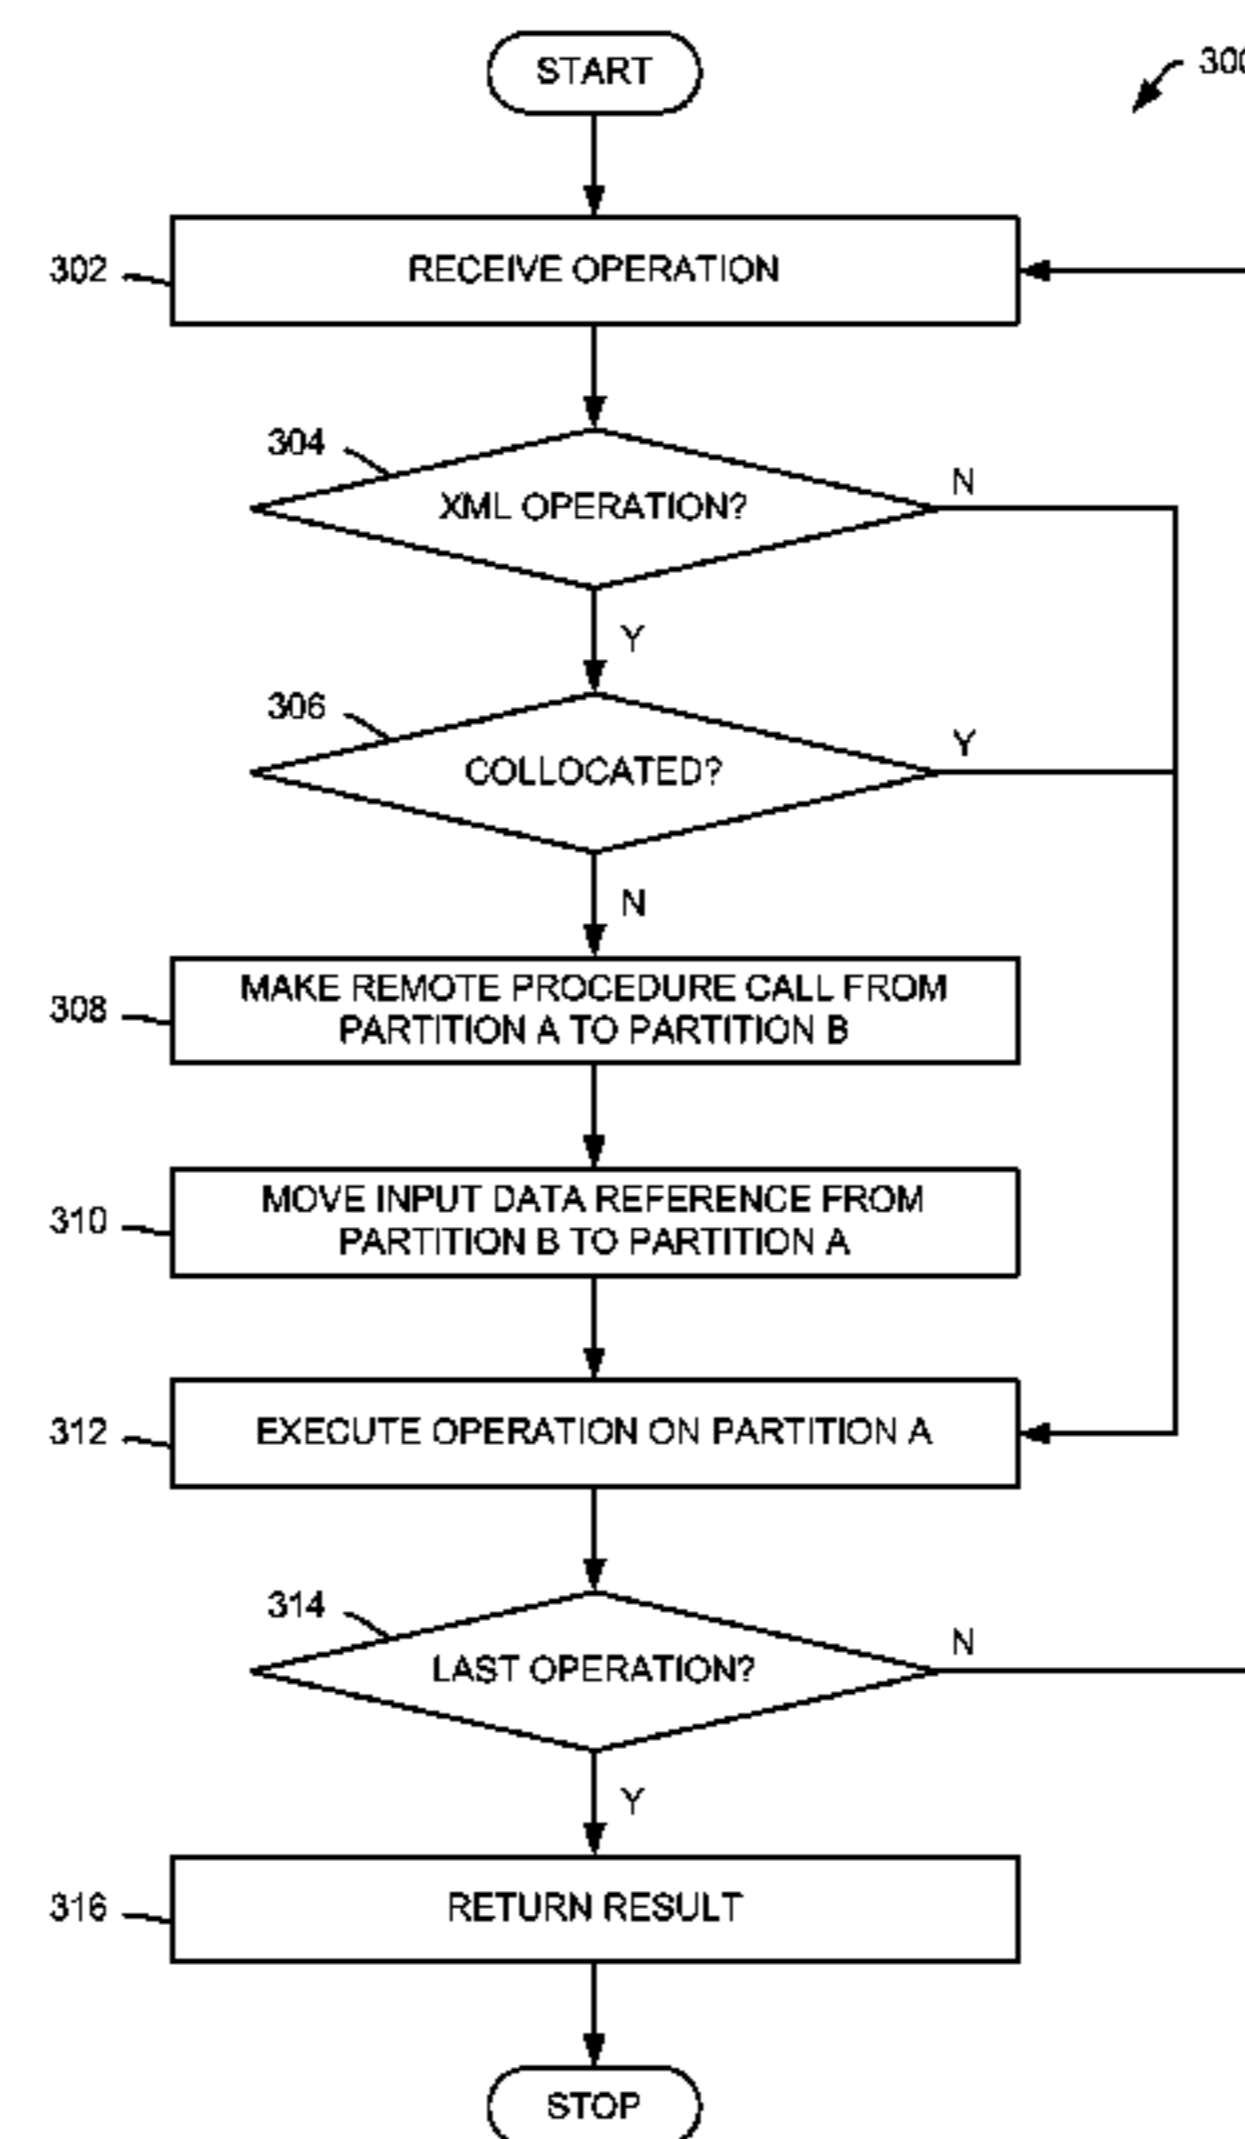 START
300
302
RECEIVE OPERATION
304
XML OPERATION?
N
Y
306
COLLOCATED?
Y
N
308
MAKE REMOTE PROCEDURE CALL FROM
PARTITION A TO PARTITION B
310
MOVE INPUT DATA REFERENCE FROM
PARTITION B TO PARTITION A
312
EXECUTE OPERATION ON PARTITION A
314
LAST OPERATION?
N
Y
316
RETURN RESULT
STOP